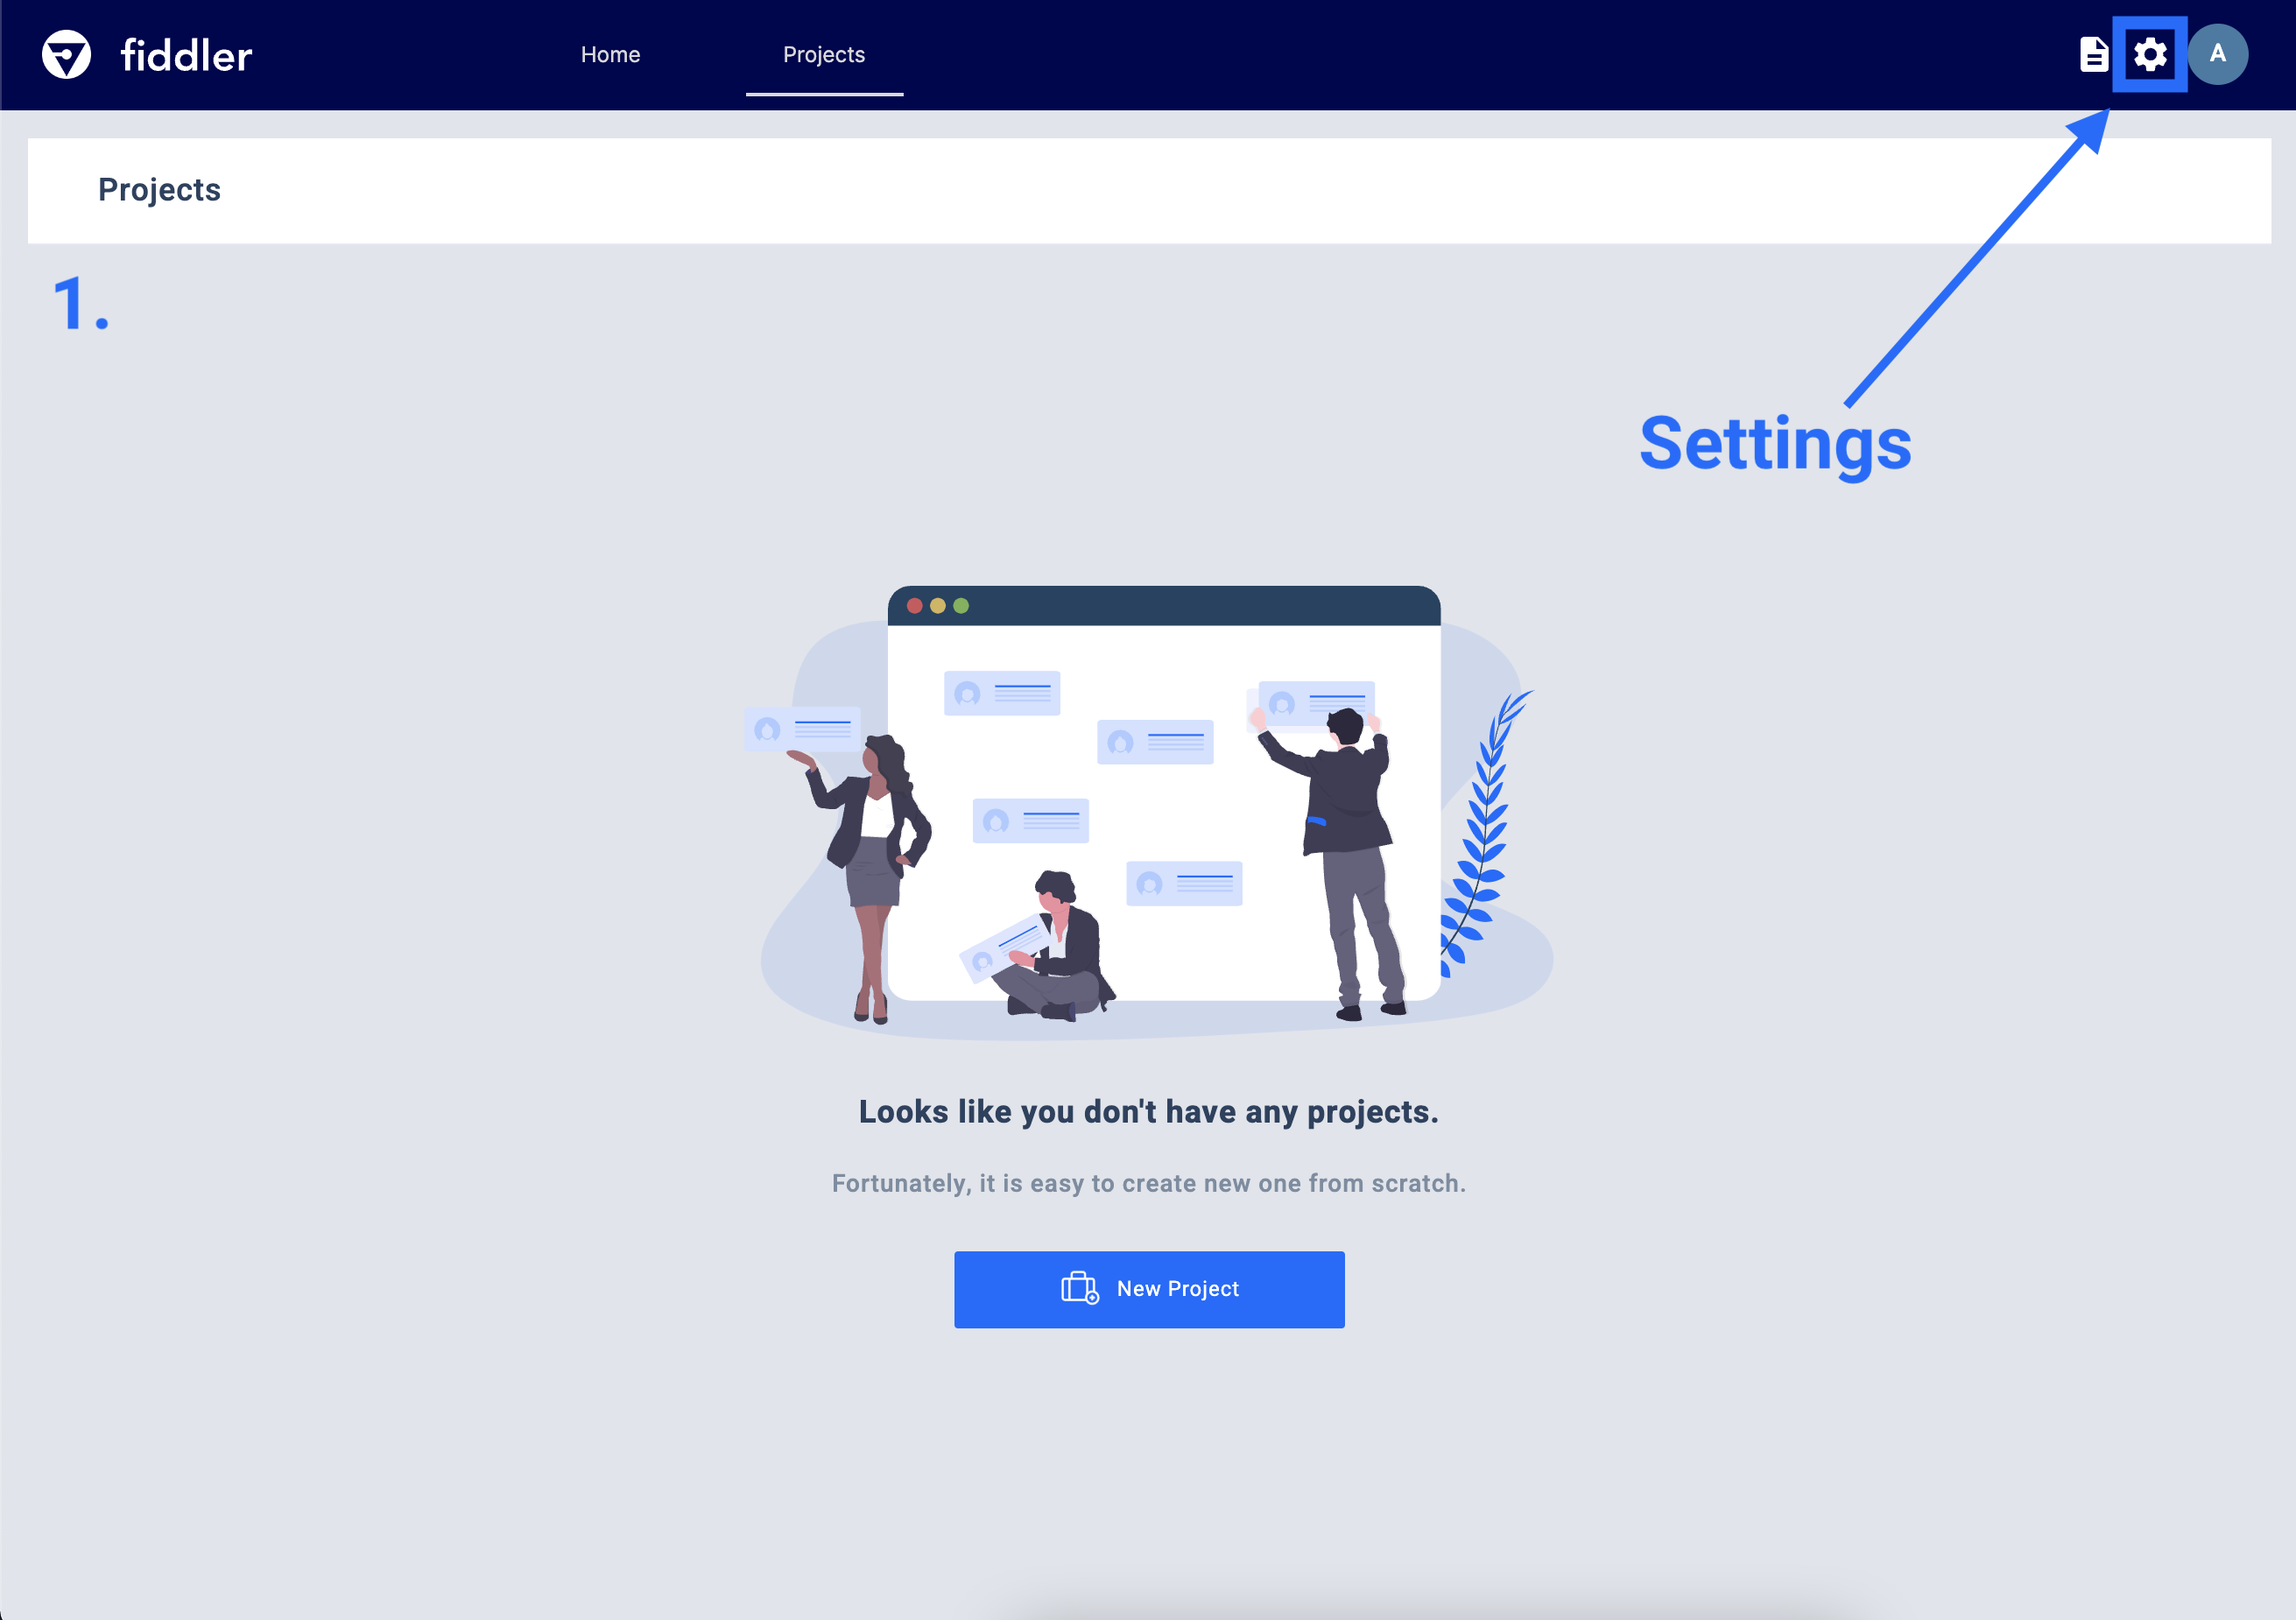 fiddler
Home
Projects
A
Projects
1.
Settings
Looks like you don't have any projects.
Fortunately, it is easy to create new one from scratch.
New Project